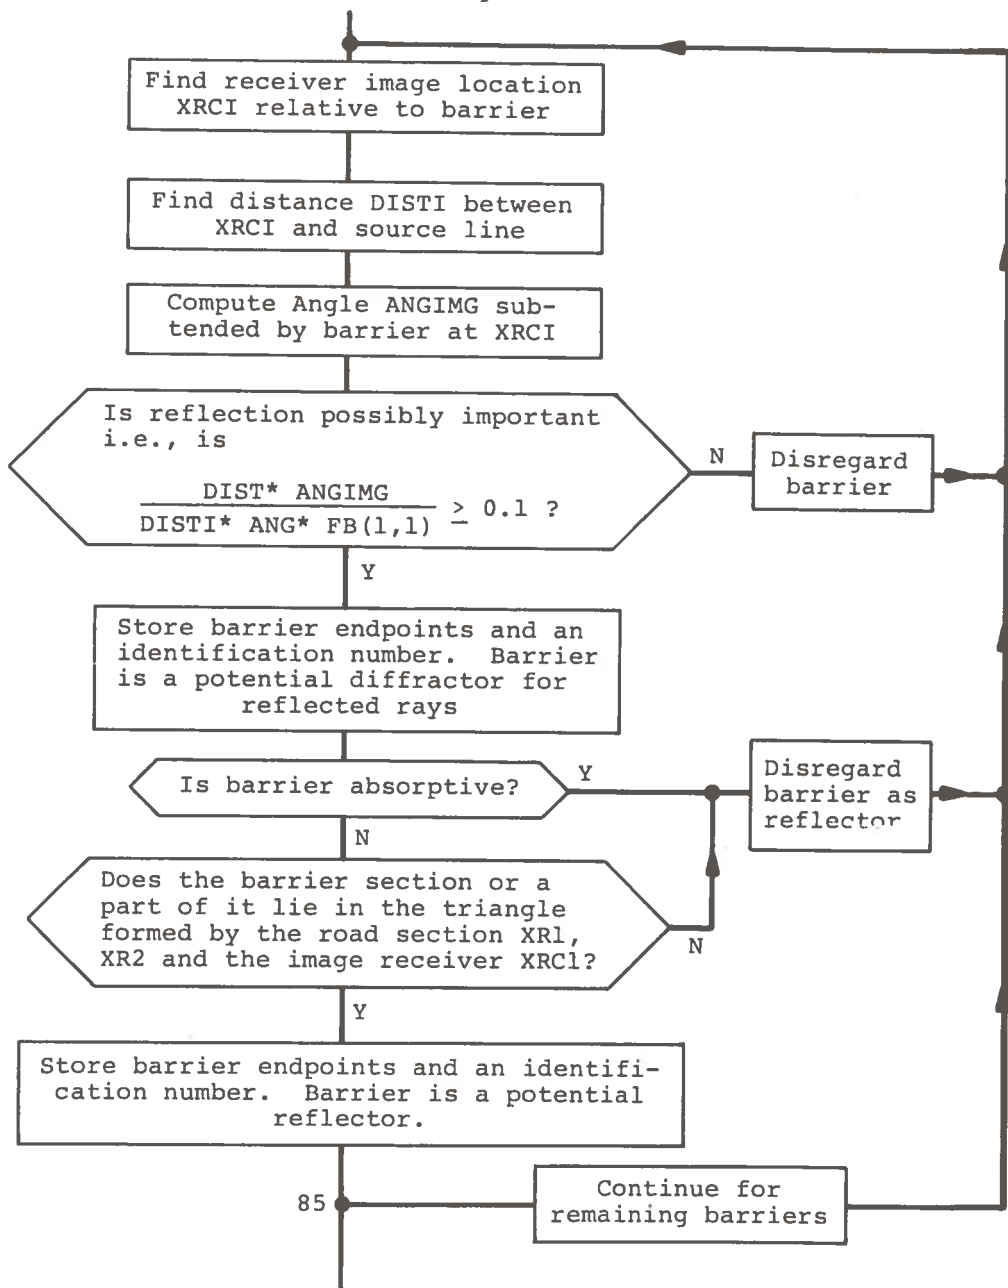 Find receiver image location
XRCI relative to barrier
Find distance DISTI between
XRCI and source line
Compute Angle ANGIMG sub-
tended by barrier at XRCI
Is reflection possibly important
i.e., is
DIST* ANGIMG
DISTI* ANG* FB(1,1) ≥ 0.1 ?
N
Disregard
barrier
Y
Store barrier endpoints and an
identification number. Barrier
is a potential diffractor for
reflected rays
Is barrier absorptive?
Y
Disregard
barrier as
reflector
N
Does the barrier section or a
part of it lie in the triangle
formed by the road section XR1,
XR2 and the image receiver XRC1?
N
Y
Store barrier endpoints and an identifi-
cation number. Barrier is a potential
reflector.
85
Continue for
remaining barriers